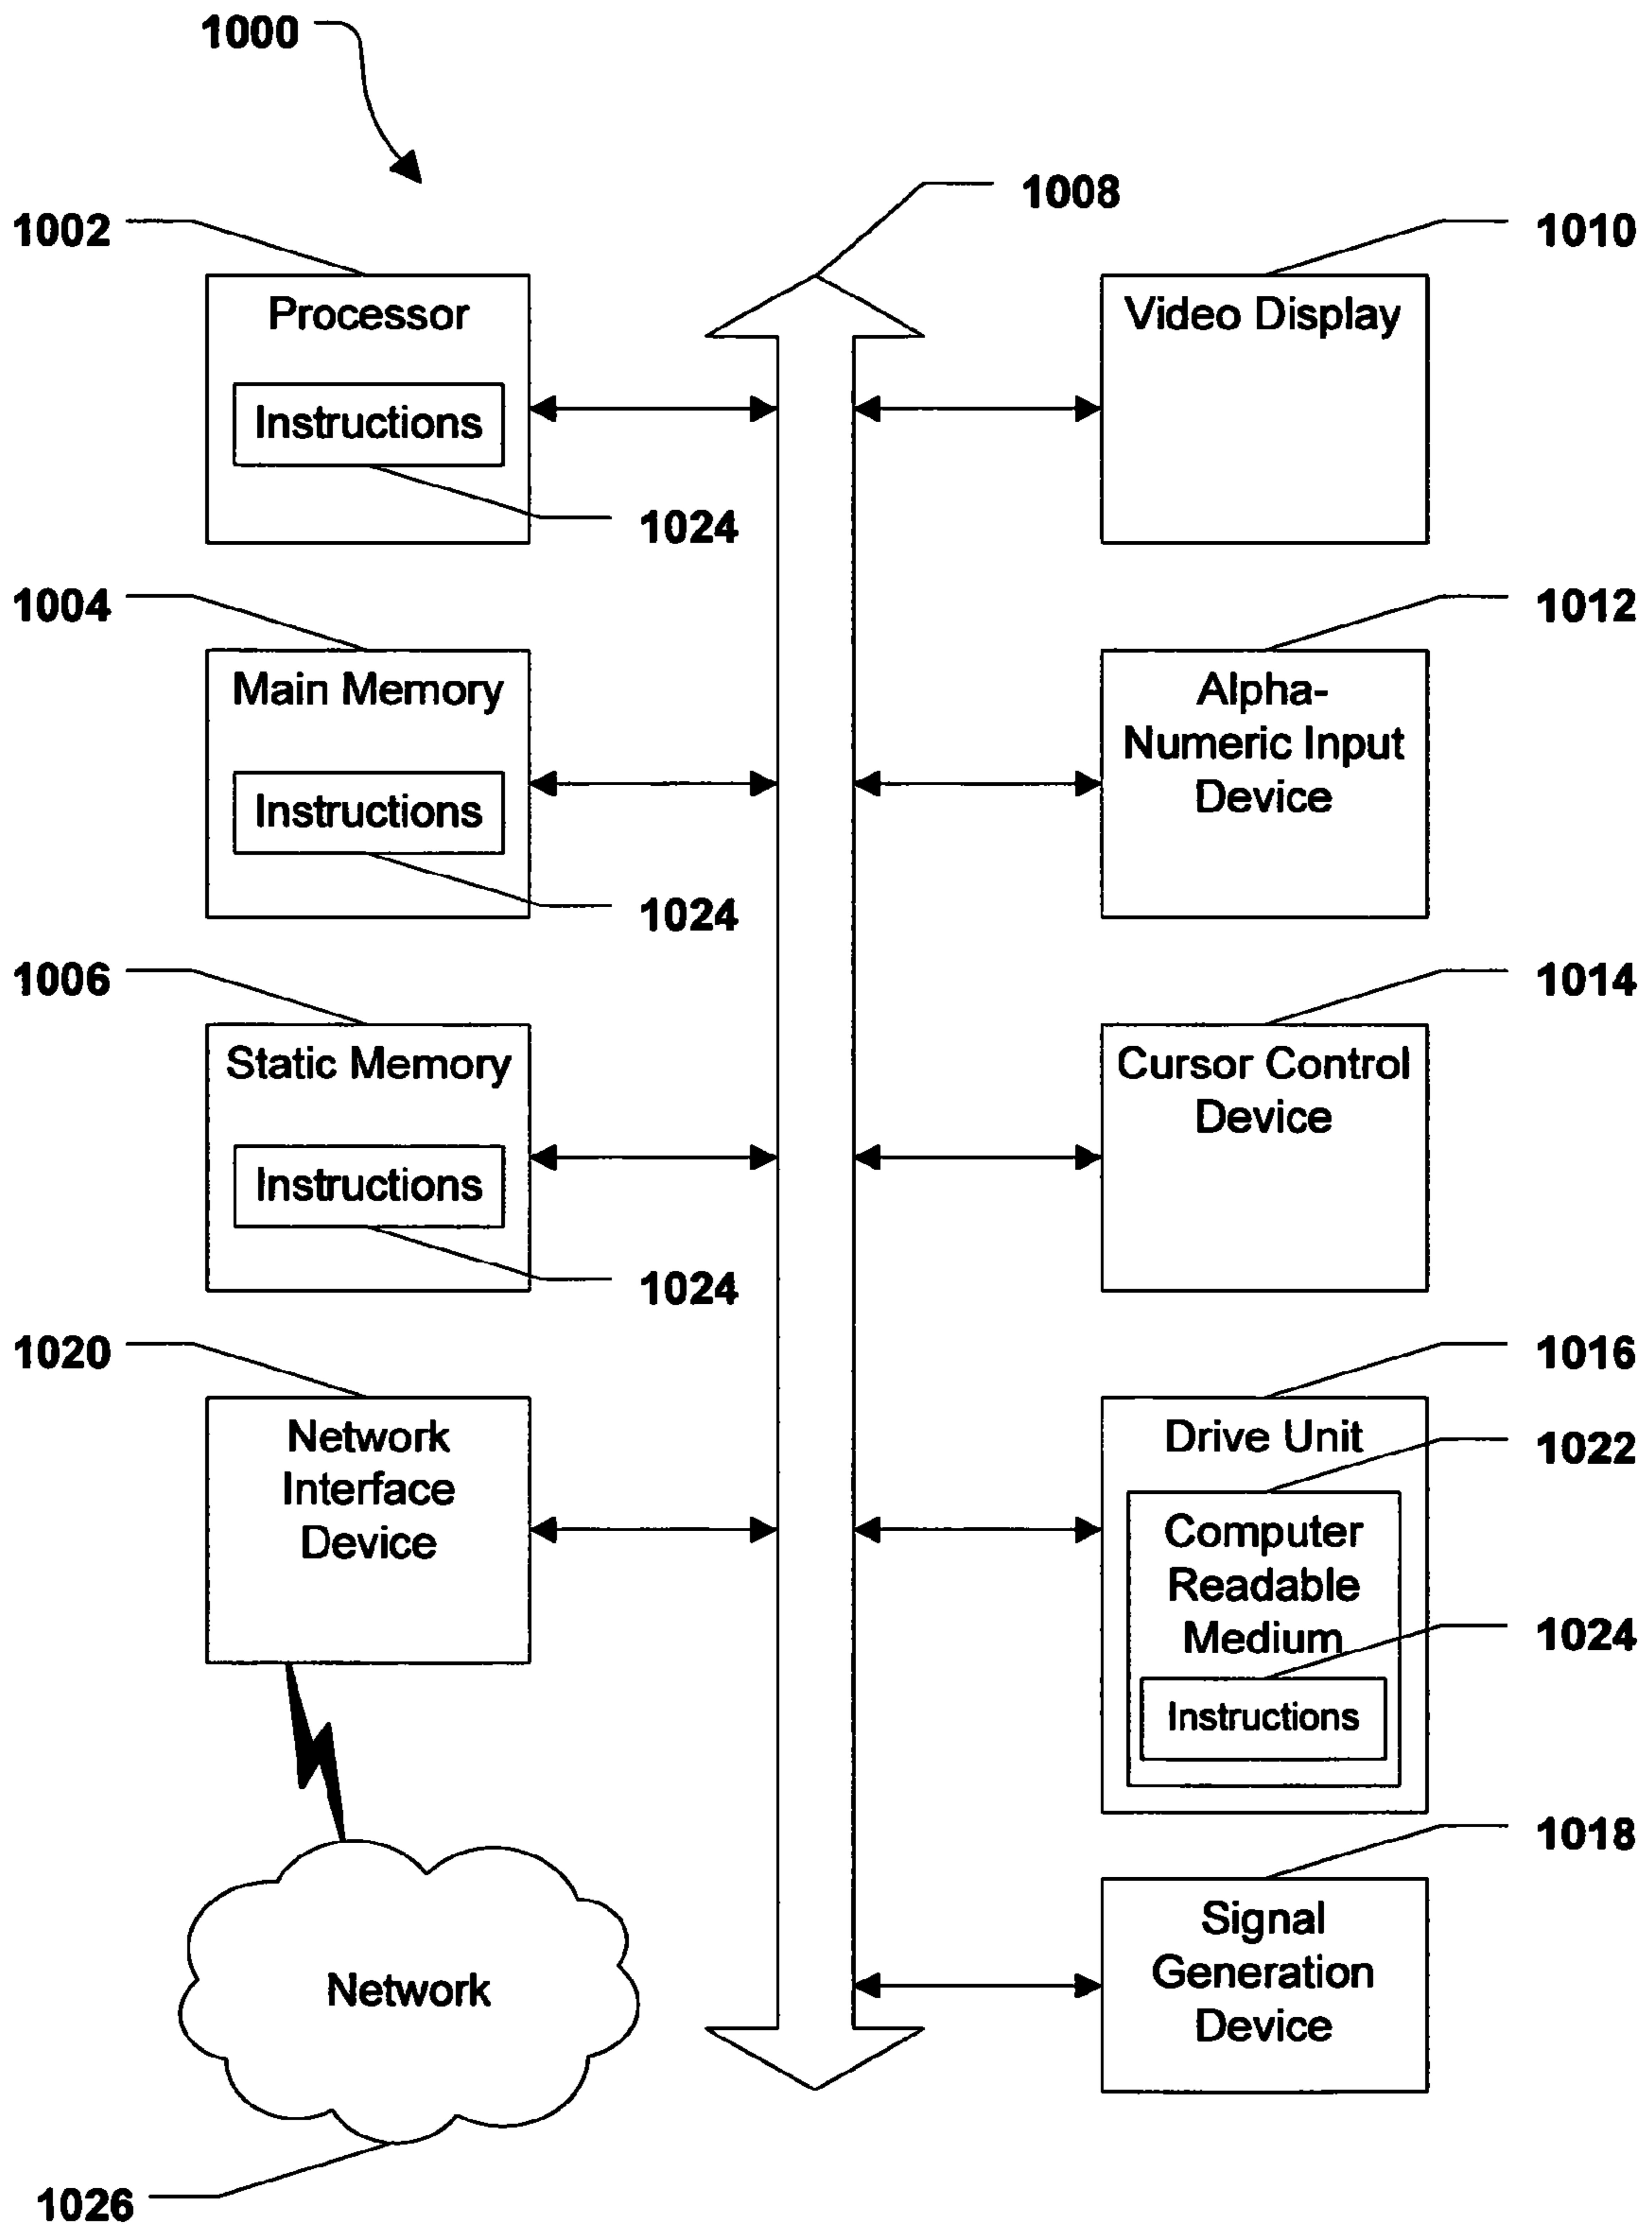 1000
1008
1002
Processor
Instructions
1024
1004
Main Memory
Instructions
1024
1006
Static Memory
Instructions
1024
1020
Network
Interface
Device
Network
1026
1010
Video Display
1012
Alpha-
Numeric Input
Device
1014
Cursor Control
Device
1016
Drive Unit
1022
Computer
Readable
Medium
1024
Instructions
1018
Signal
Generation
Device